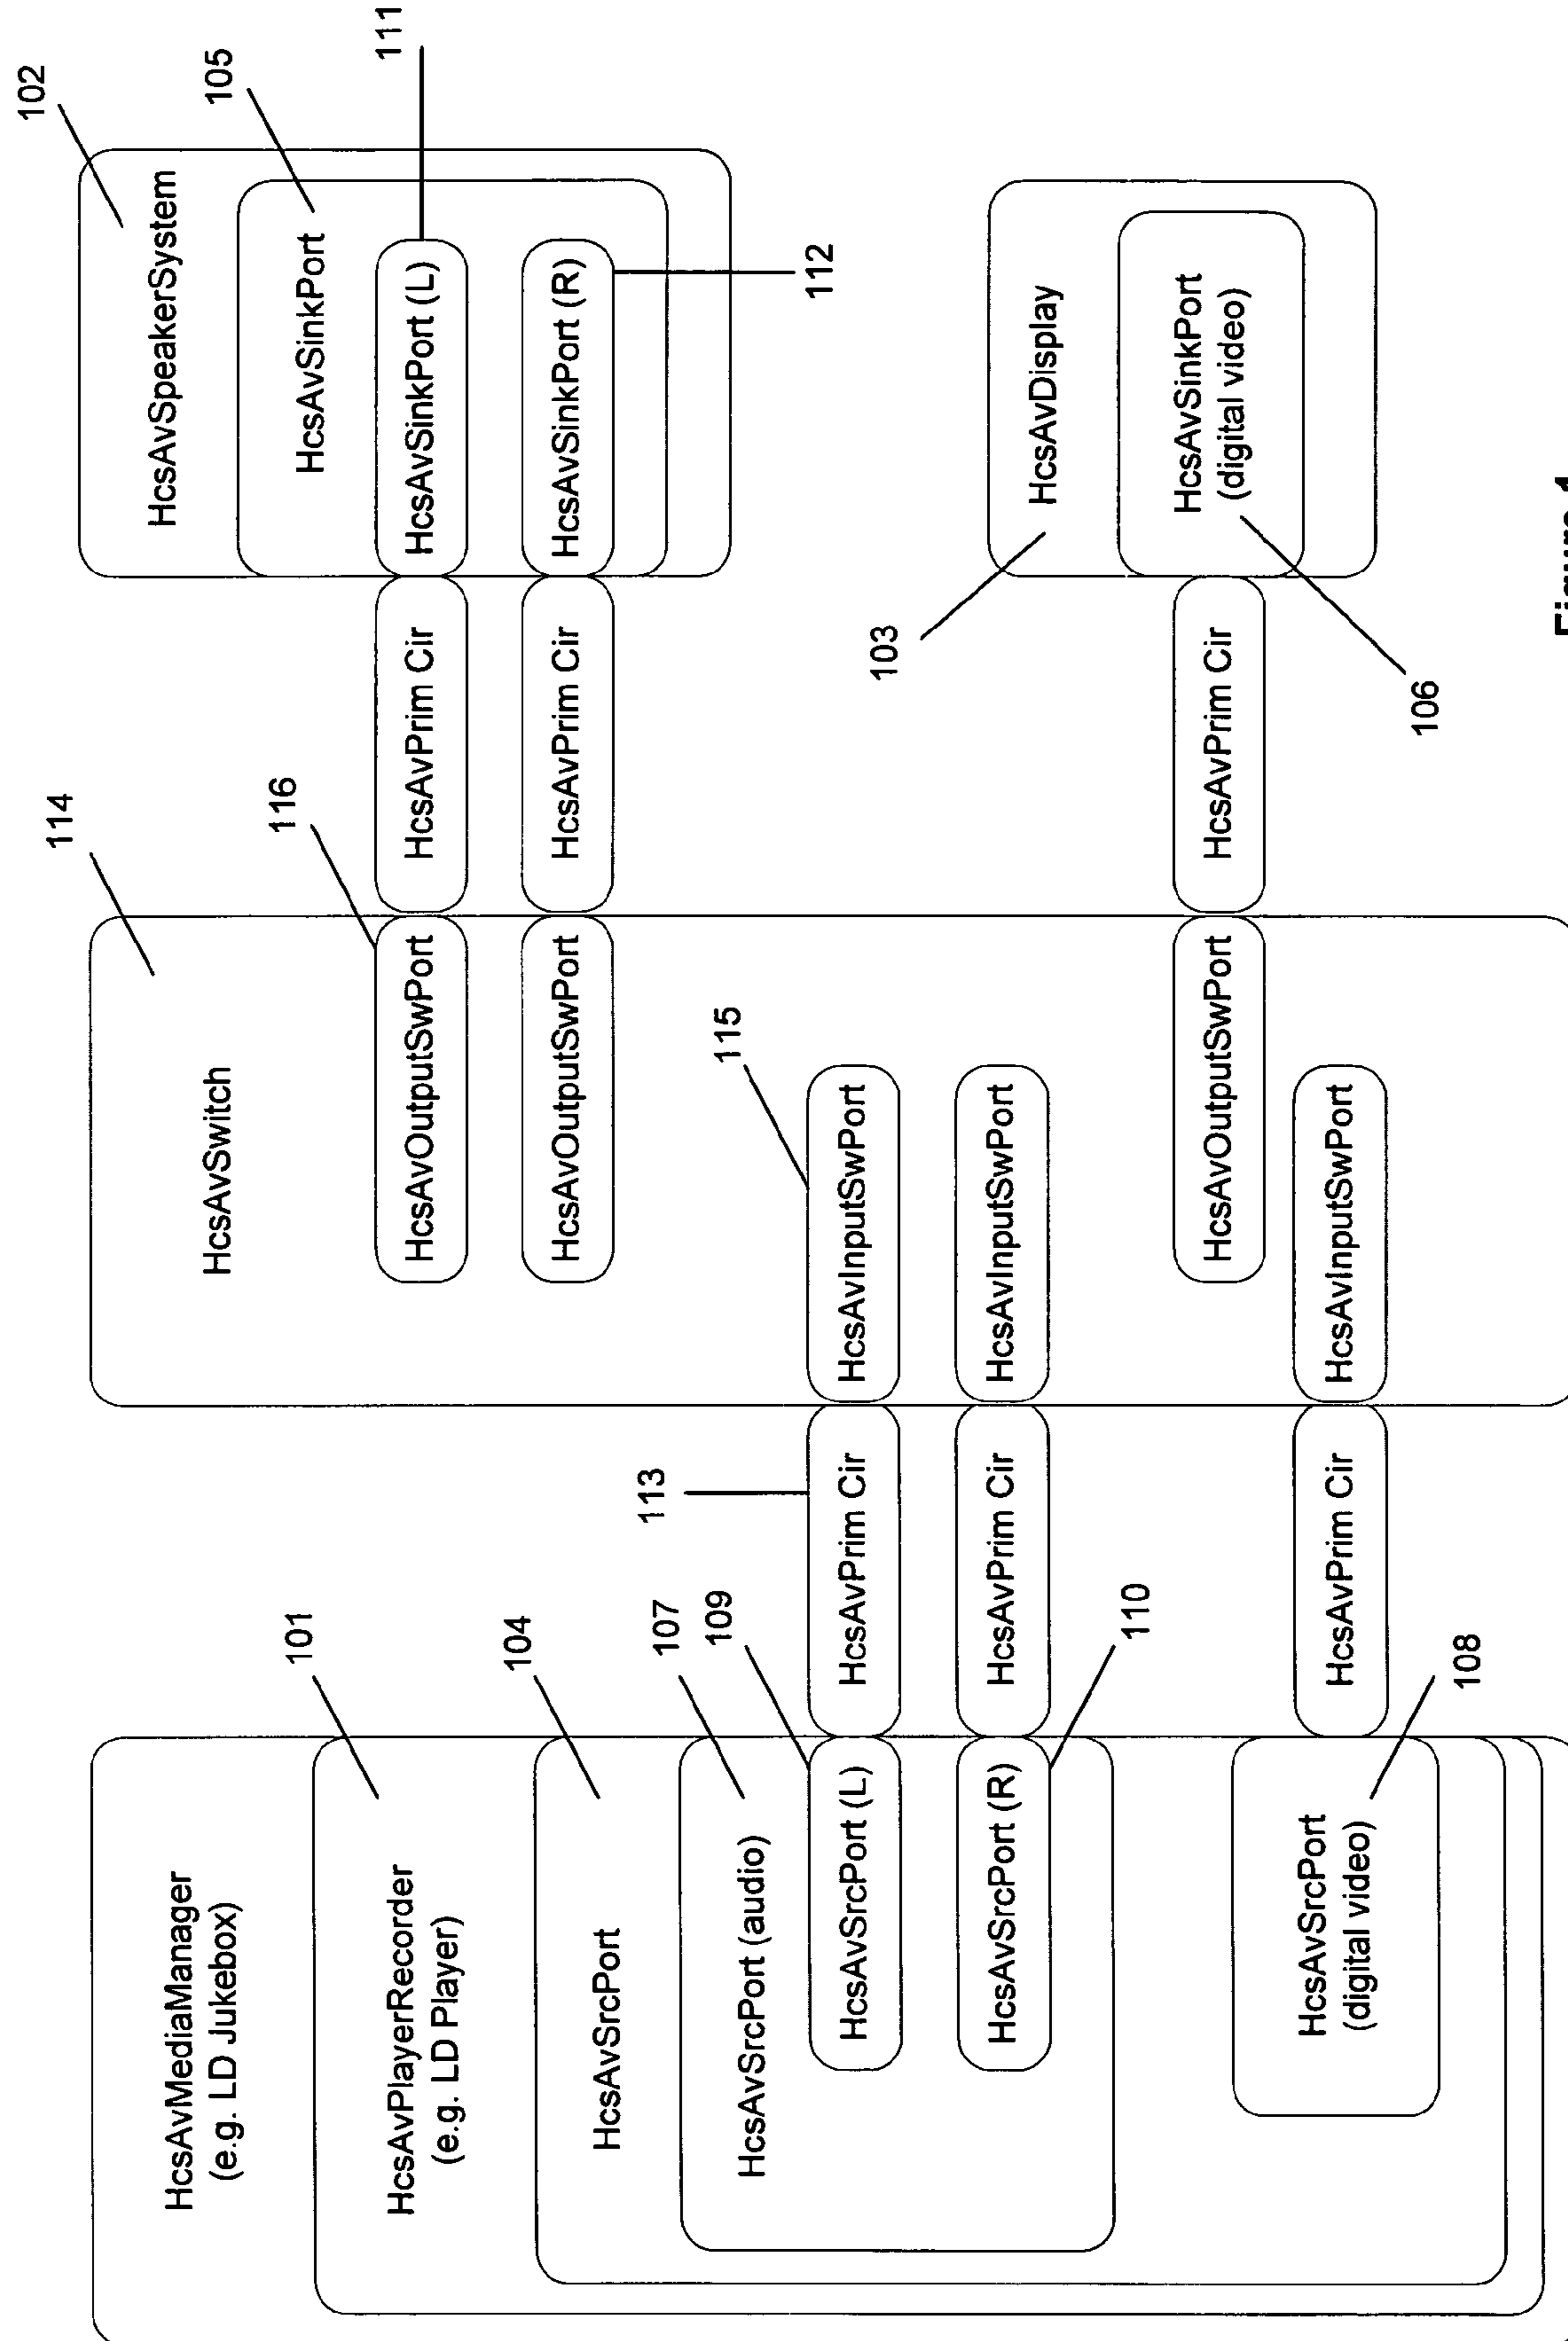 HcsAvMediaManager
(e.g. LD Jukebox)
101
HcsAvPlayerRecorder
(e.g. LD Player)
104
HcsAvSrcPort
107
HcsAvSrcPort (audio)
109
HcsAvSrcPort (L)
HcsAvSrcPort (R)
110
HcsAvSrcPort
(digital video)
108
113
HcsAvPrim Cir
HcsAvPrim Cir
HcsAvPrim Cir
114
HcsAvSwitch
116
HcsAvOutputSwPort
HcsAvOutputSwPort
115
HcsAvInputSwPort
HcsAvInputSwPort
HcsAvOutputSwPort
HcsAvInputSwPort
HcsAvPrim Cir
HcsAvPrim Cir
HcsAvPrim Cir
102
HcsAvSpeakerSystem
105
HcsAvSinkPort
111
HcsAvSinkPort (L)
HcsAvSinkPort (R)
112
103
HcsAvDisplay
HcsAvSinkPort
(digital video)
106
Figure 1